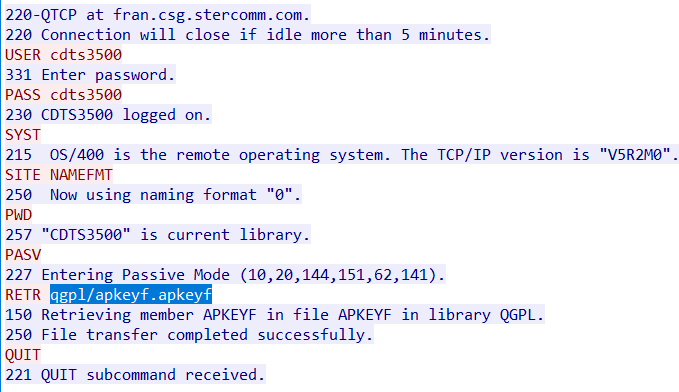 220-QTCP at fran.csg.stercomm.com.
220 Connection will close if idle more than 5 minutes.
USER cdts3500
331 Enter password.
PASS cdts3500
230 CDTS3500 logged on.
SYST
215  OS/400 is the remote operating system. The TCP/IP version is "V5R2M0".
SITE NAMEFMT
250  Now using naming format "0".
PWD
257 "CDTS3500" is current library.
PASV
227 Entering Passive Mode (10,20,144,151,62,141).
RETR qgpl/apkeyf.apkeyf
150 Retrieving member APKEYF in file APKEYF in library QGPL.
250 File transfer completed successfully.
QUIT
221 QUIT subcommand received.